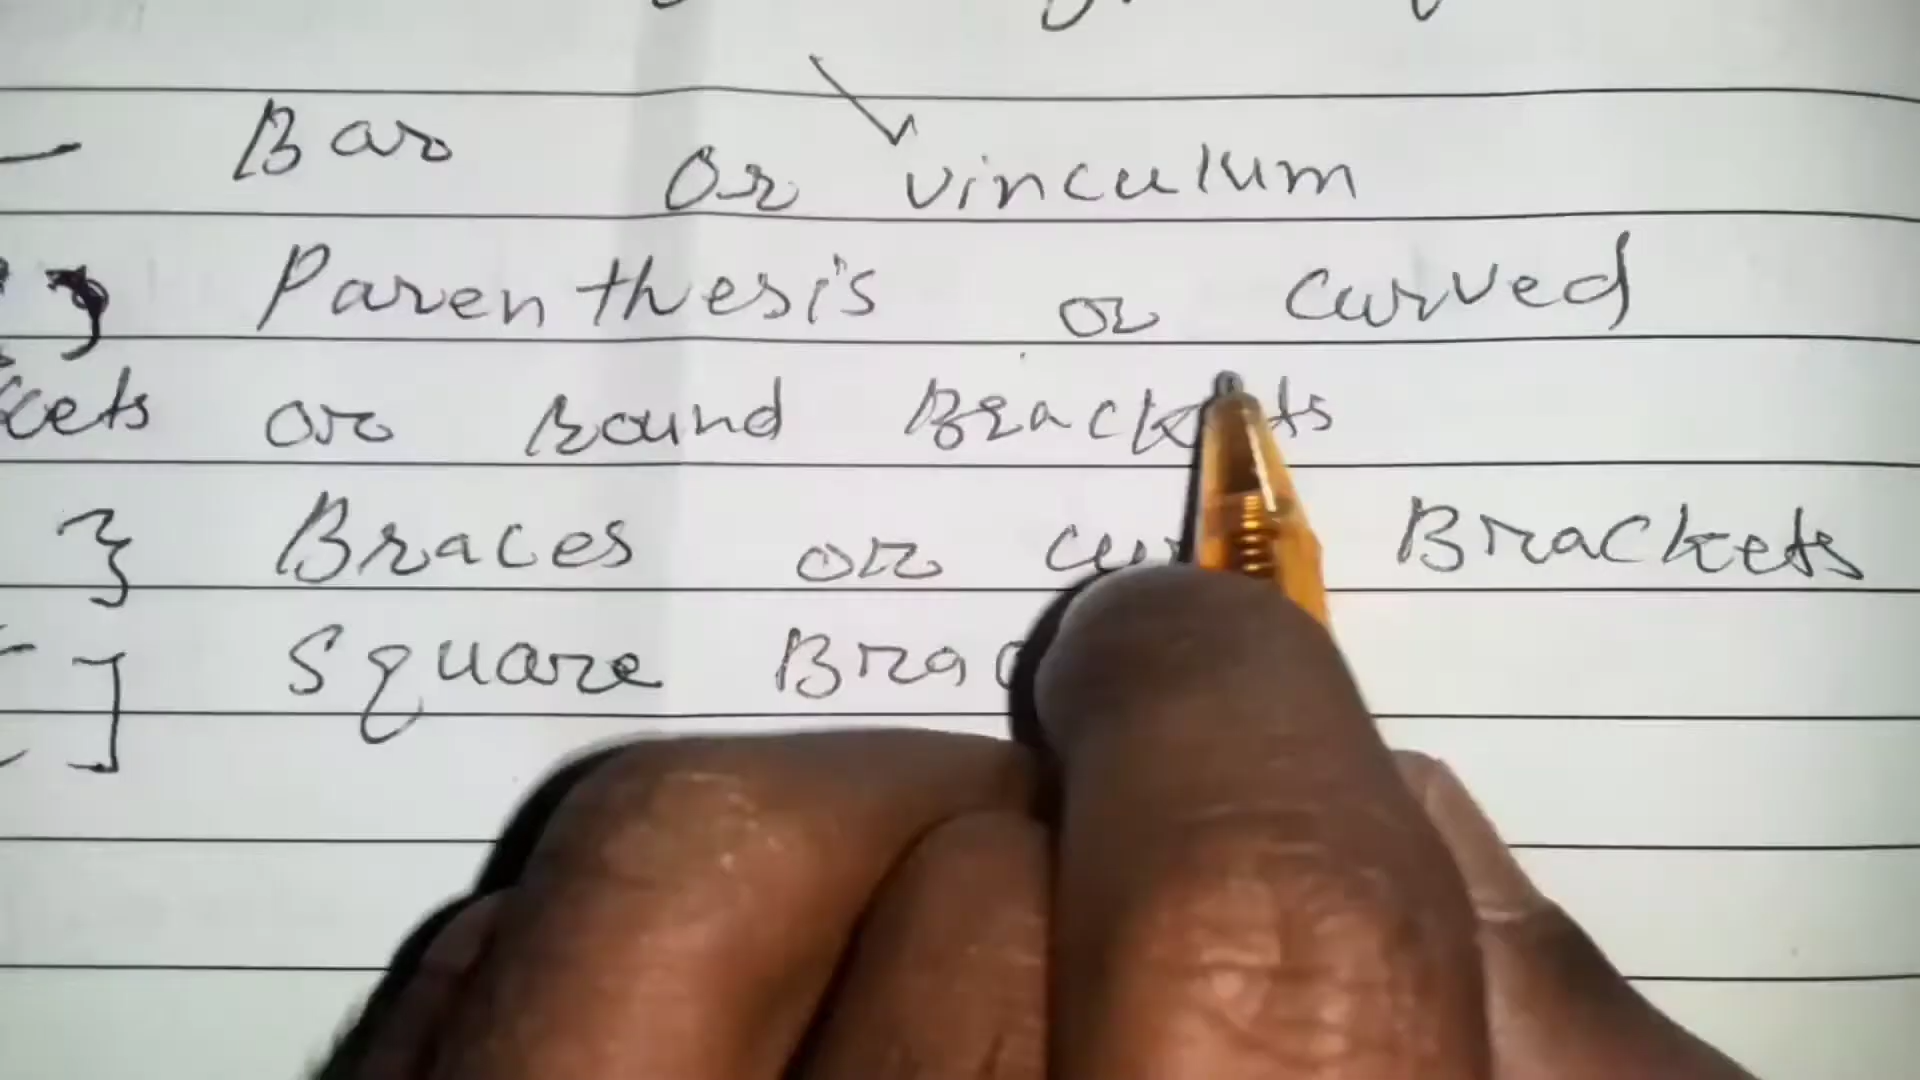 — Bar or vinculum
) Parenthesis or curved
kets or round Brackets
} Braces or Brackets
[ ] Square